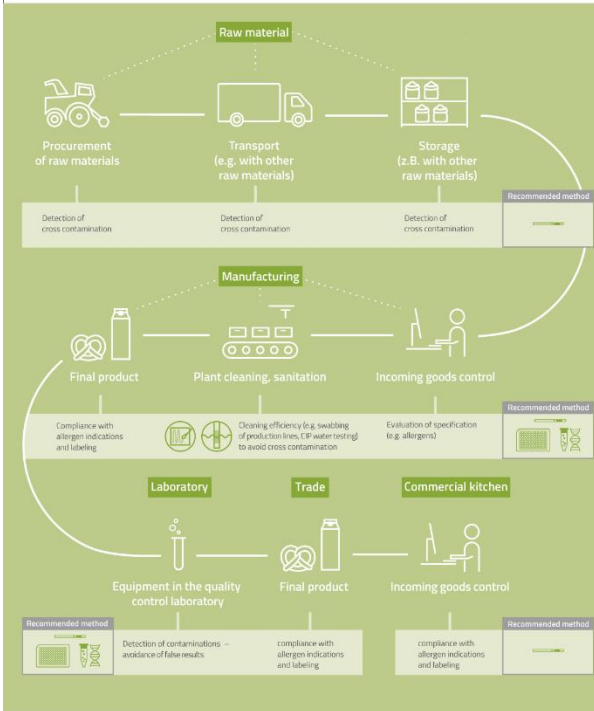 Raw material
Procurement
of raw materials
Transport
(e.g. with other
raw materials)
Storage
(z.B. with other
raw materials)
Recommended method
Detection of
cross contamination
Detection of
cross contamination
Detection of
cross contamination
Manufacturing
Final product
Plant cleaning, sanitation
Incoming goods control
Recommended method
Compliance with
allergen indications
and labeling
Cleaning efficiency (e.g. swabbing
of production lines, CIP water testing)
to avoid cross contamination
Evaluation of specification
(e.g. allergens)
Laboratory
Trade
Commercial kitchen
Equipment in the quality
control laboratory
Final product
Incoming goods control
Recommended method
Detection of contaminations –
avoidance of false results
compliance with
allergen indications
and labeling
compliance with
allergen indications
and labeling
Recommended method